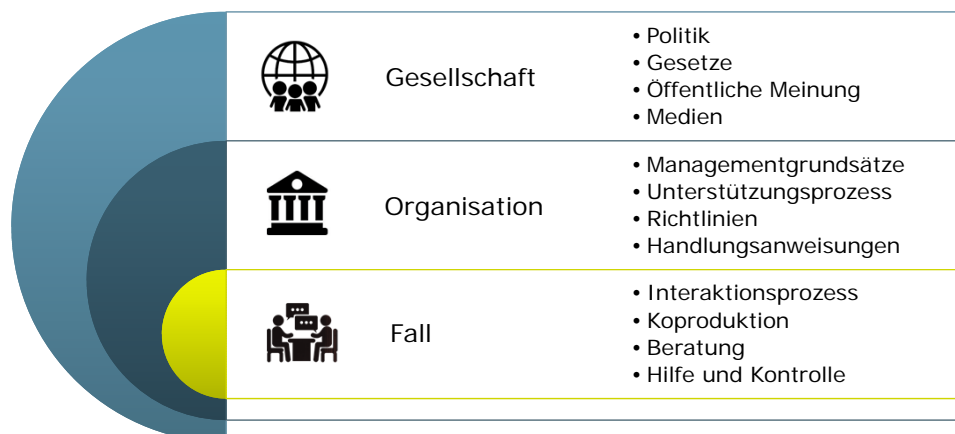 Gesellschaft
• Politik
• Gesetze
• Öffentliche Meinung
• Medien
Organisation
• Managementgrundsätze
• Unterstützungsprozess
• Richtlinien
• Handlungsanweisungen
Fall
• Interaktionsprozess
• Koproduktion
• Beratung
• Hilfe und Kontrolle